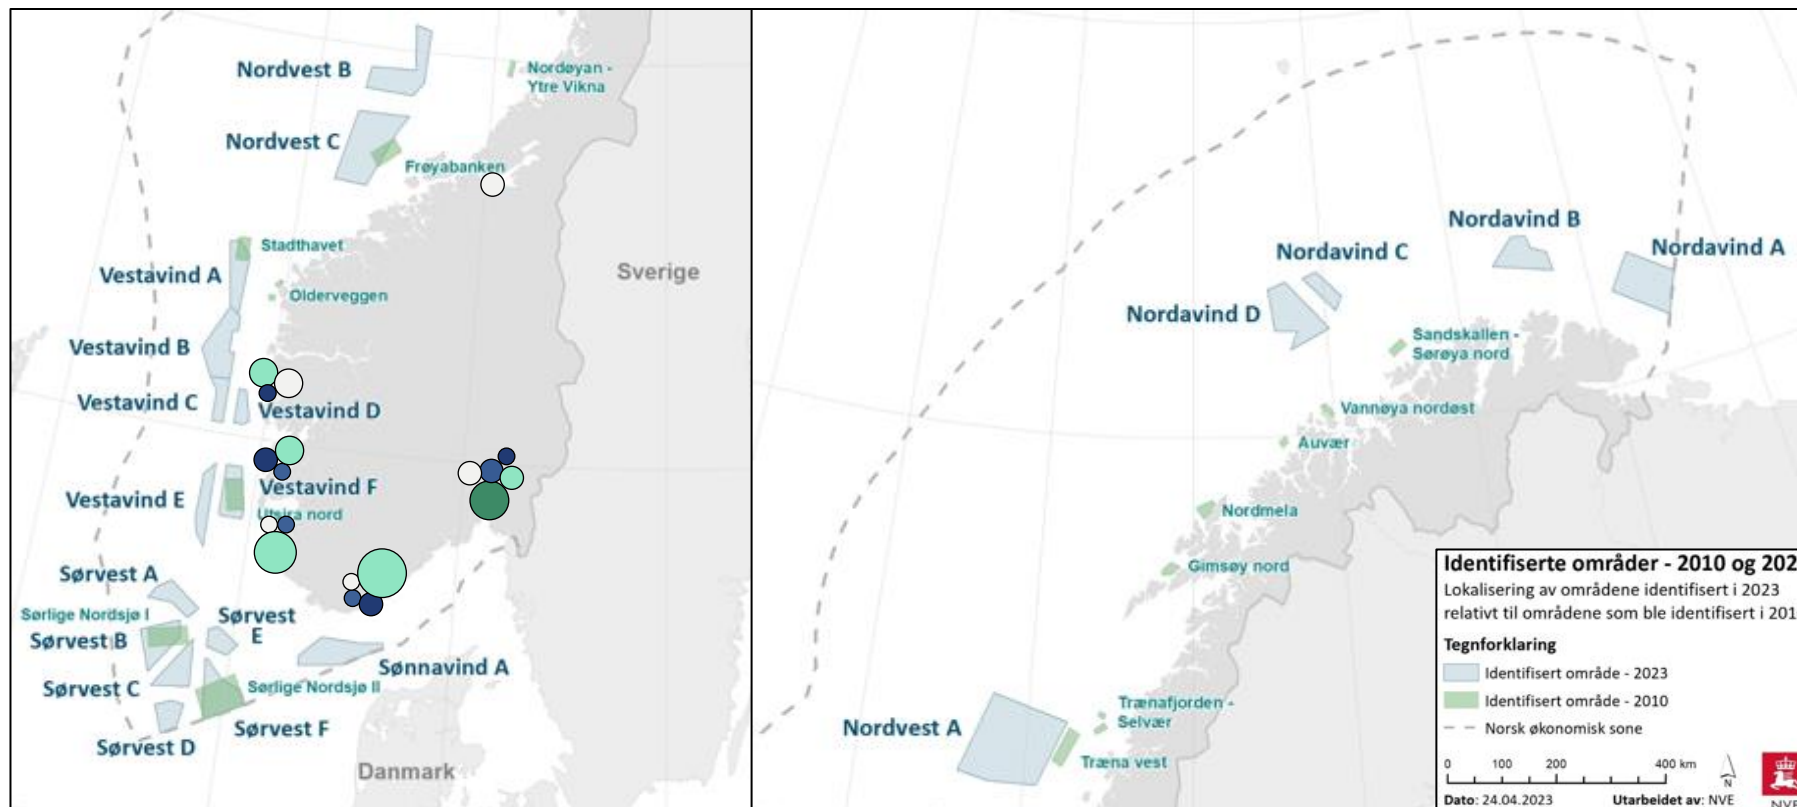 Nordvest B
Nordøyan -
Ytre Vikna
Nordvest C
Frøyabanken
Stadthavet
Sverige
Vestavind A
Olderveggen
Vestavind B
Vestavind C
Vestavind D
Vestavind E
Vestavind F
Utsira nord
Sørvest A
Sørlige Nordsjø I
Sørvest
E
Sørvest B
Sønnavind A
Sørvest C
Sørlige Nordsjø II
Sørvest F
Sørvest D
Danmark
Nordavind B
Nordavind A
Nordavind C
Nordavind D
Sandskallen -
Sørøya nord
Vannøya nordøst
Auvær
Nordmela
Gimsøy nord
Trænafjorden -
Selvær
Nordvest A
Træna vest
Identifiserte områder - 2010 og 202
Lokalisering av områdene identifisert i 2023
relativt til områdene som ble identifisert i 201
Tegnforklaring
Identifisert område - 2023
Identifisert område - 2010
Norsk økonomisk sone
0 100 200 400 km
N
Dato: 24.04.2023 Utarbeidet av: NVE
NVE